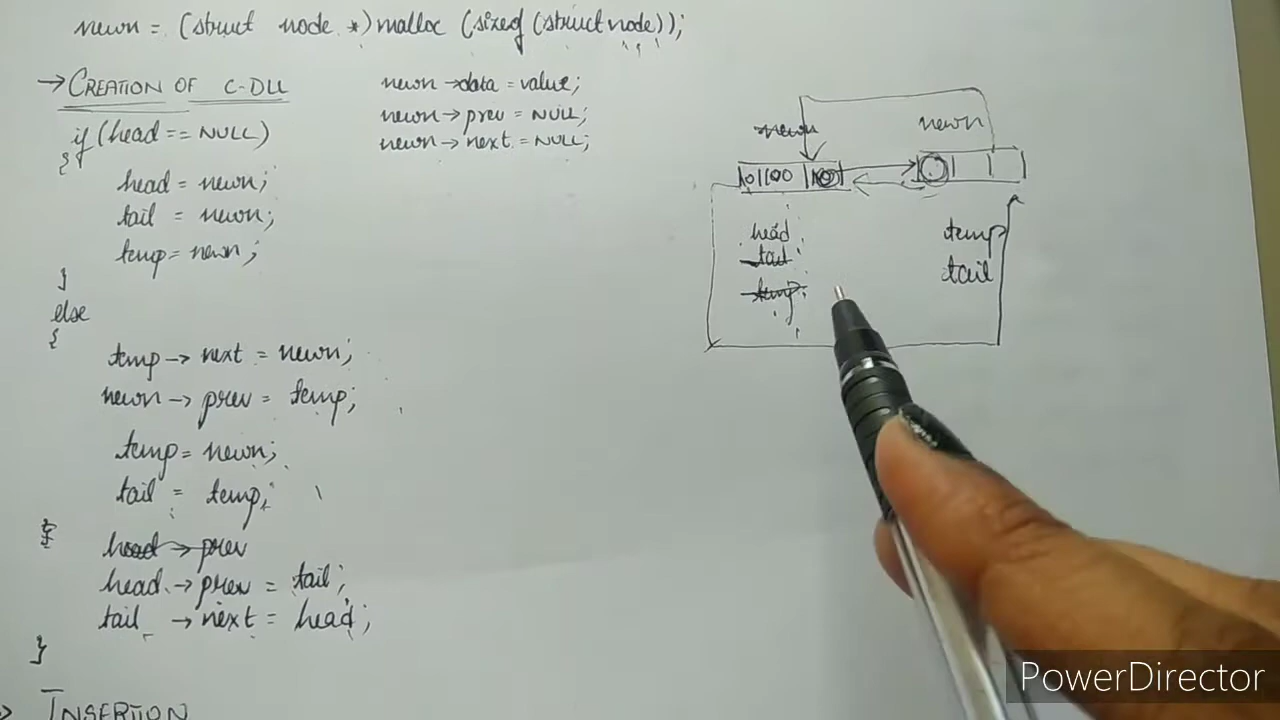 newn = (struct node *) malloc (sizeof (struct node));
→ CREATION OF C-DLL
newn → data = value;
newn → prev = NULL;
newn → next = NULL;
if (head == NULL)
{
head = newn;
tail = newn;
temp = newn;
}
else
{
temp → next = newn;
newn → prev = temp;
temp = newn;
tail = temp;
head → prev
head → prev = tail;
tail → next = head;
}
INSERTION
newn newn
head
tail
temp
temp
tail
PowerDirector